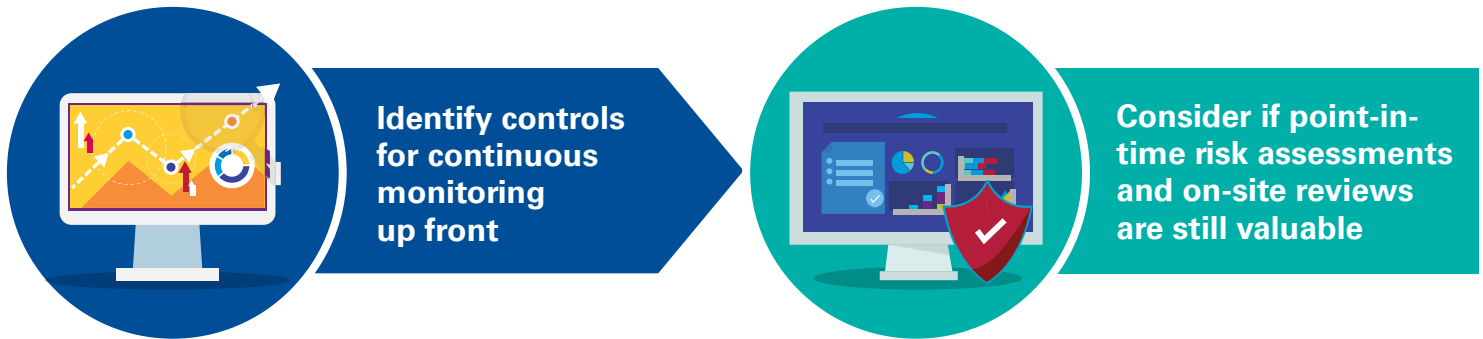 Identify controls
for continuous
monitoring
up front
Consider if point-in-
time risk assessments
and on-site reviews
are still valuable